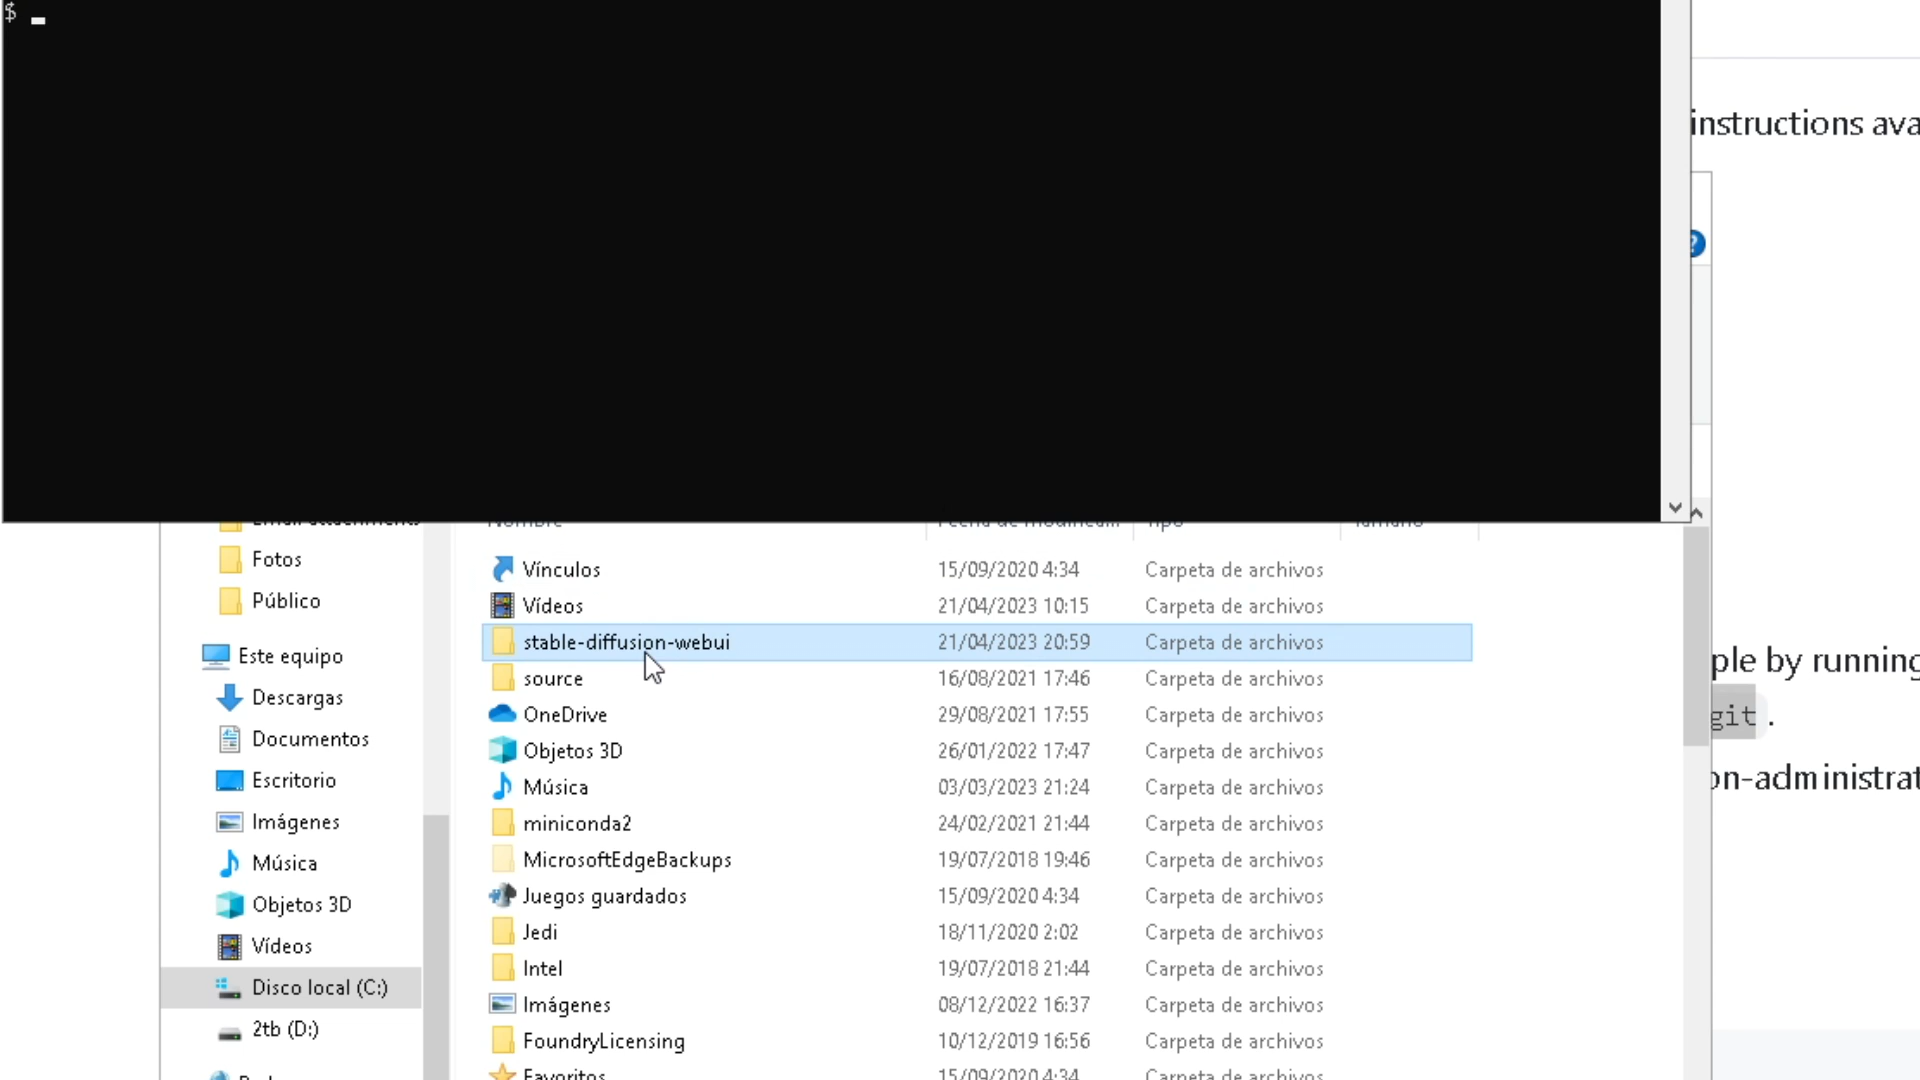 $
instructions ava
?
Email attachments
Nombre
Tipo
Tamaño
Fotos
Público
Este equipo
Descargas
Documentos
Escritorio
Imágenes
Música
Objetos 3D
Vídeos
Disco local (C:)
2tb (D:)
Vínculos 15/09/2020 4:34 Carpeta de archivos
Vídeos 21/04/2023 10:15 Carpeta de archivos
stable-diffusion-webui 21/04/2023 20:59 Carpeta de archivos
source 16/08/2021 17:46 Carpeta de archivos
OneDrive 29/08/2021 17:55 Carpeta de archivos
Objetos 3D 26/01/2022 17:47 Carpeta de archivos
Música 03/03/2023 21:24 Carpeta de archivos
miniconda2 24/02/2021 21:44 Carpeta de archivos
MicrosoftEdgeBackups 19/07/2018 19:46 Carpeta de archivos
Juegos guardados 15/09/2020 4:34 Carpeta de archivos
Jedi 18/11/2020 2:02 Carpeta de archivos
Intel 19/07/2018 21:44 Carpeta de archivos
Imágenes 08/12/2022 16:37 Carpeta de archivos
FoundryLicensing 10/12/2019 16:56 Carpeta de archivos
Favoritos 15/09/2020 4:34 Carpeta de archivos
ple by running
git .
on-administrat